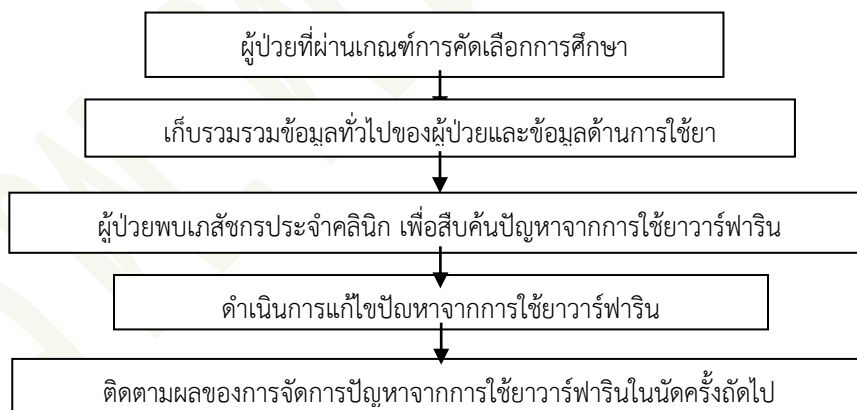 ผู้ป่วยที่ผ่านเกณฑ์การคัดเลือกการศึกษา
เก็บรวมรวมข้อมูลทั่วไปของผู้ป่วยและข้อมูลด้านการใช้ยา
ผู้ป่วยพบเภสัชกรประจำคลินิก เพื่อสืบค้นปัญหาจากการใช้ยาวาร์ฟาริน
ดำเนินการแก้ไขปัญหาจากการใช้ยาวาร์ฟาริน
ติดตามผลของการจัดการปัญหาจากการใช้ยาวาร์ฟารินในนัดครั้งถัดไป